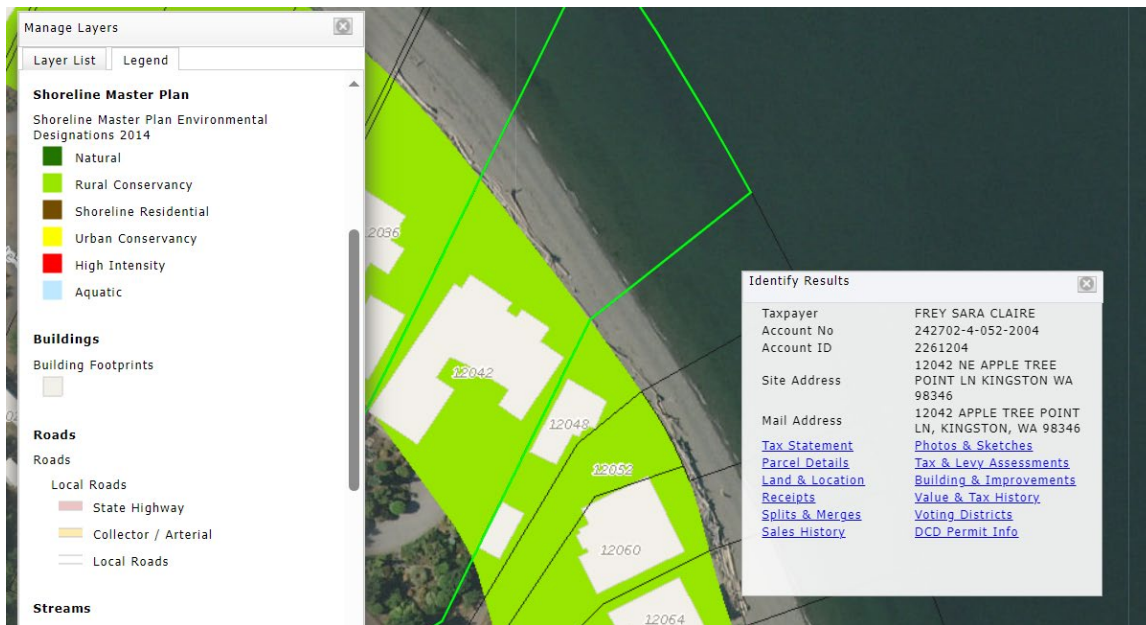 Manage Layers
Layer List Legend
Shoreline Master Plan
Shoreline Master Plan Environmental
Designations 2014
Natural
Rural Conservancy
Shoreline Residential
Urban Conservancy
High Intensity
Aquatic
Buildings
Building Footprints
Roads
Roads
Local Roads
State Highway
Collector / Arterial
Local Roads
Streams
12042
12048
12052
12060
12064
Identify Results
Taxpayer FREY SARA CLAIRE
Account No 242702-4-052-2004
Account ID 2261204
Site Address 12042 NE APPLE TREE
POINT LN KINGSTON WA
98346
Mail Address 12042 APPLE TREE POINT
LN, KINGSTON, WA 98346
Tax Statement Photos & Sketches
Parcel Details Tax & Levy Assessments
Land & Location Building & Improvements
Receipts Value & Tax History
Splits & Merges Voting Districts
Sales History DCD Permit Info